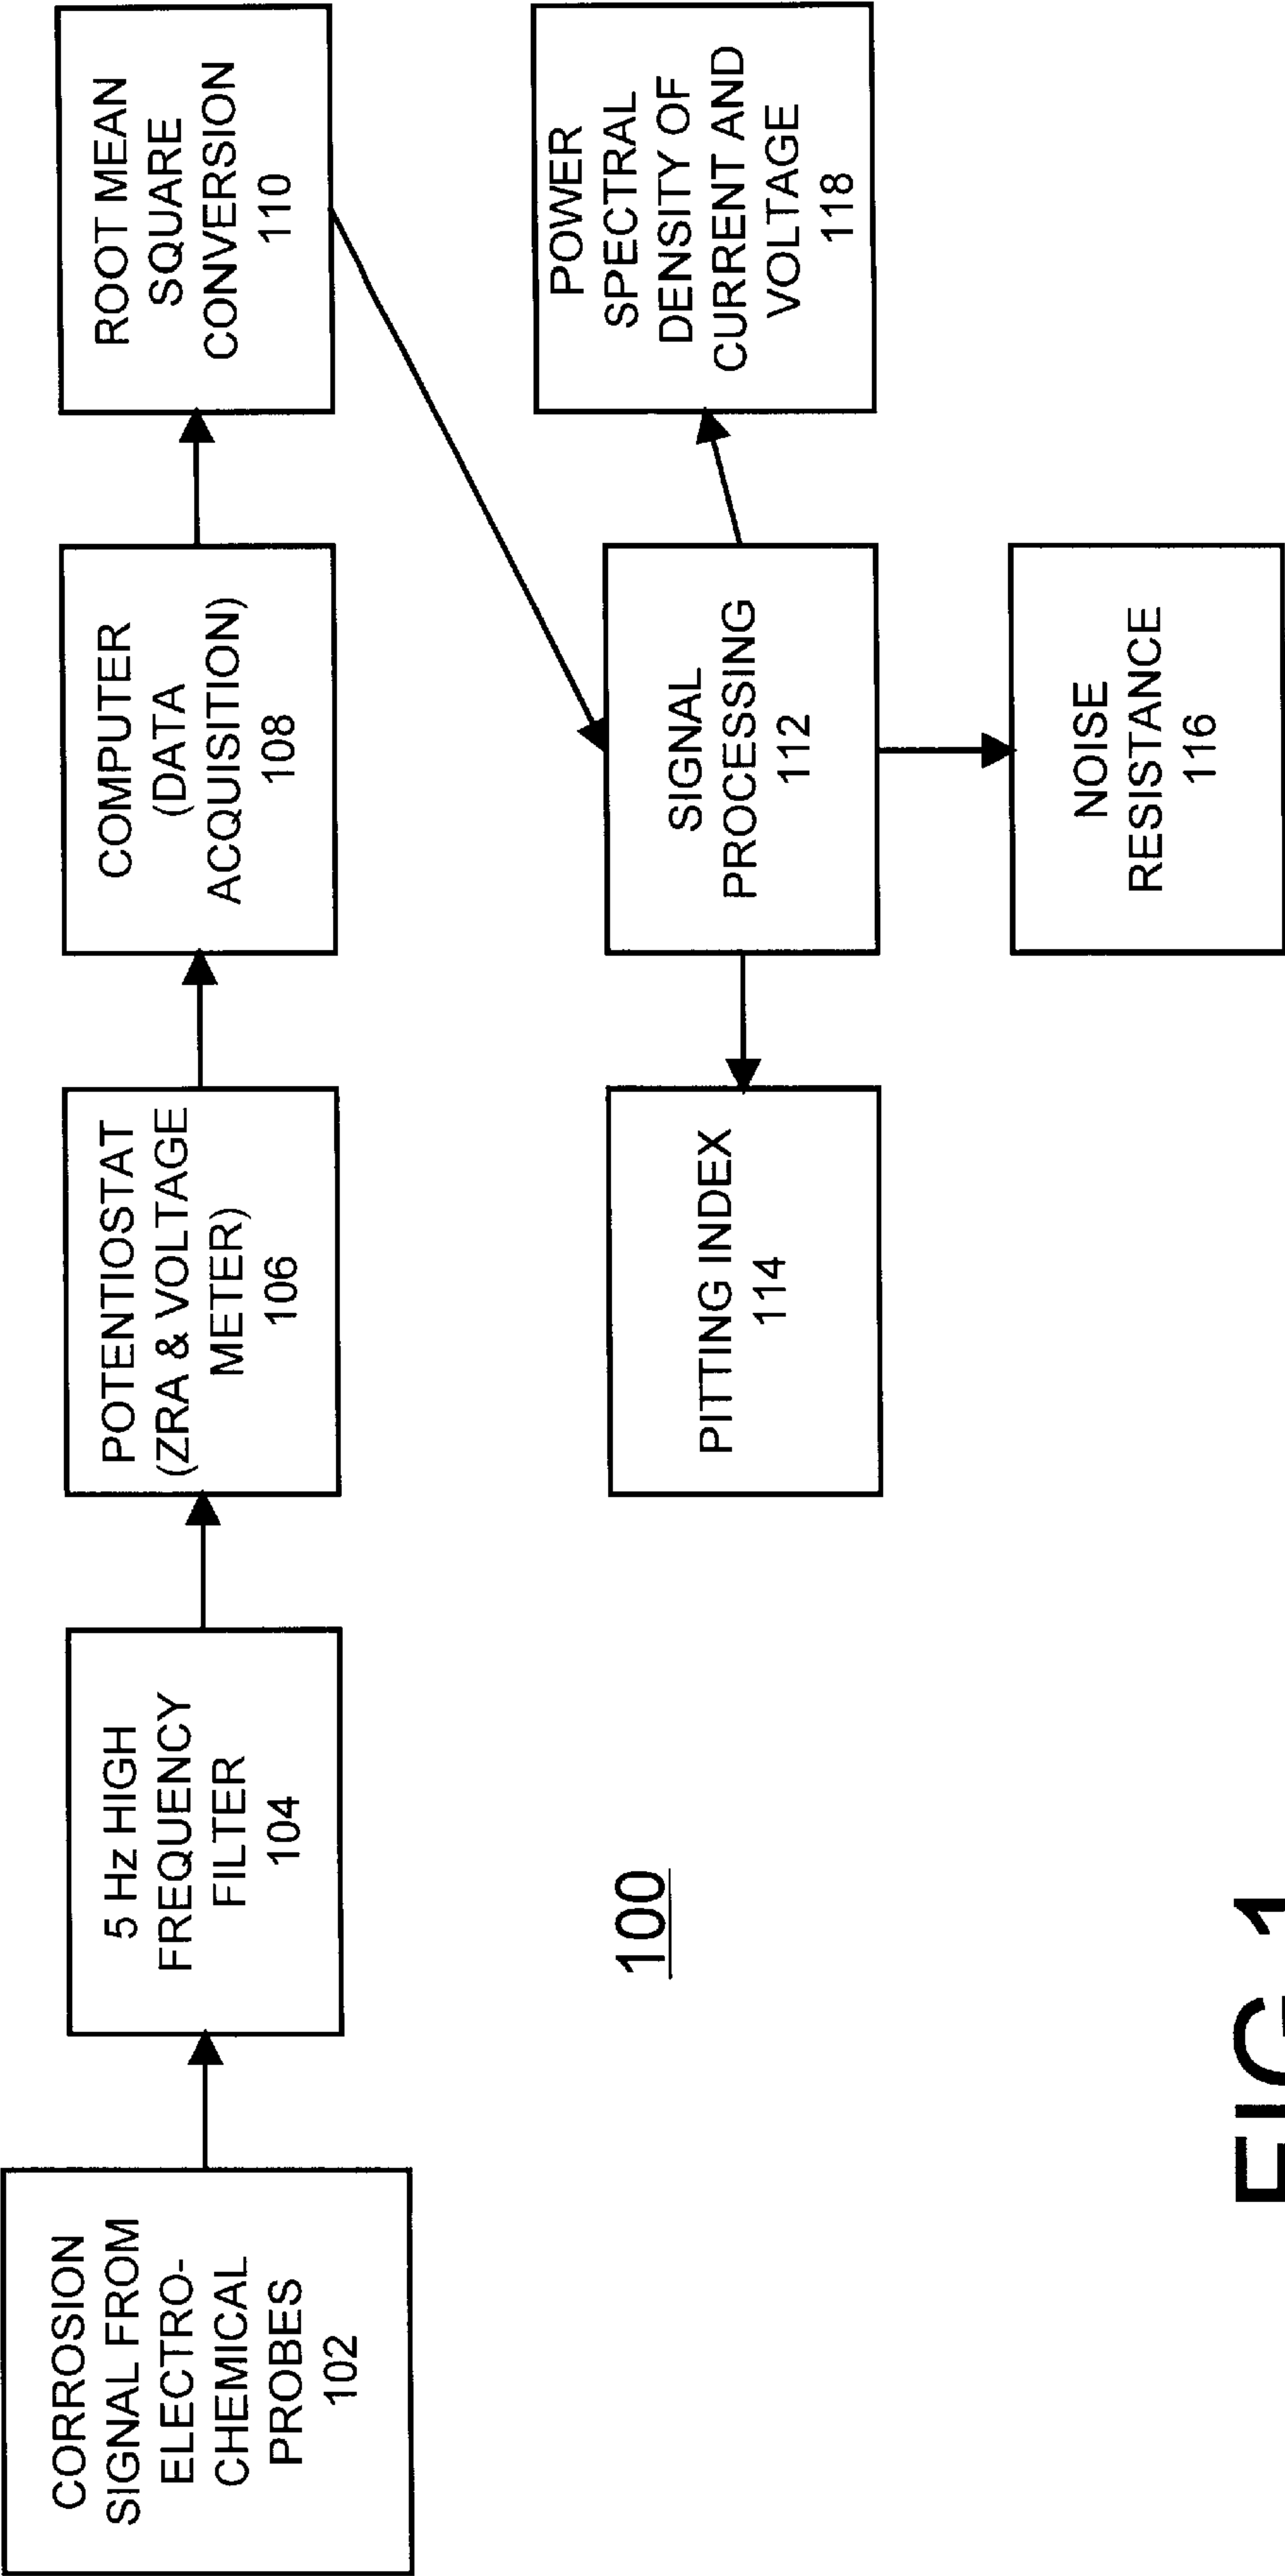 CORROSION
SIGNAL FROM
ELECTRO-
CHEMICAL
PROBES
102
5 Hz HIGH
FREQUENCY
FILTER
104
POTENTIOSTAT
(ZRA & VOLTAGE
METER)
106
COMPUTER
(DATA
ACQUISITION)
108
ROOT MEAN
SQUARE
CONVERSION
110
PITTING INDEX
114
SIGNAL
PROCESSING
112
POWER
SPECTRAL
DENSITY OF
CURRENT AND
VOLTAGE
118
NOISE
RESISTANCE
116
100
FIG.1